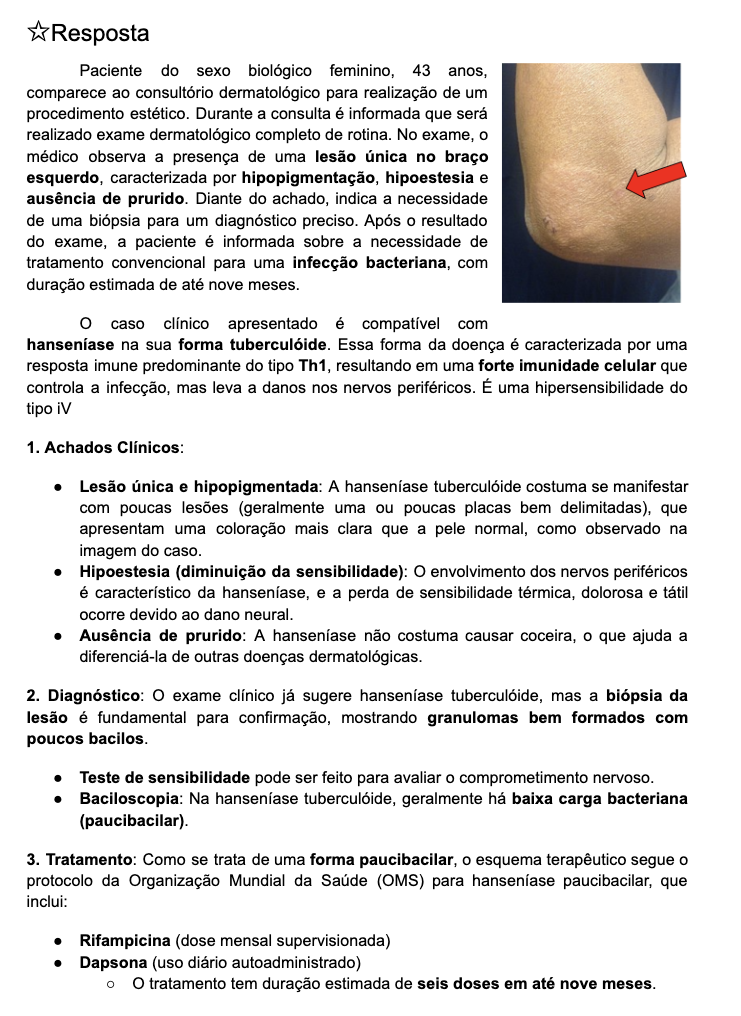 ☆Resposta
Paciente do sexo biológico feminino, 43 anos,
comparece ao consultório dermatológico para realização de um
procedimento estético. Durante a consulta é informada que será
realizado exame dermatológico completo de rotina. No exame, o
médico observa a presença de uma lesão única no braço
esquerdo, caracterizada por hipopigmentação, hipoestesia e
ausência de prurido. Diante do achado, indica a necessidade
de uma biópsia para um diagnóstico preciso. Após o resultado
do exame, a paciente é informada sobre a necessidade de
tratamento convencional para uma infecção bacteriana, com
duração estimada de até nove meses.
O caso clínico apresentado é compatível com
hanseníase na sua forma tuberculóide. Essa forma da doença é caracterizada por uma
resposta imune predominante do tipo Th1, resultando em uma forte imunidade celular que
controla a infecção, mas leva a danos nos nervos periféricos. É uma hipersensibilidade do
tipo iV
1. Achados Clínicos:
● Lesão única e hipopigmentada: A hanseníase tuberculóide costuma se manifestar
com poucas lesões (geralmente uma ou poucas placas bem delimitadas), que
apresentam uma coloração mais clara que a pele normal, como observado na
imagem do caso.
● Hipoestesia (diminuição da sensibilidade): O envolvimento dos nervos periféricos
é característico da hanseníase, e a perda de sensibilidade térmica, dolorosa e tátil
ocorre devido ao dano neural.
● Ausência de prurido: A hanseníase não costuma causar coceira, o que ajuda a
diferenciá-la de outras doenças dermatológicas.
2. Diagnóstico: O exame clínico já sugere hanseníase tuberculóide, mas a biópsia da
lesão é fundamental para confirmação, mostrando granulomas bem formados com
poucos bacilos.
● Teste de sensibilidade pode ser feito para avaliar o comprometimento nervoso.
● Baciloscopia: Na hanseníase tuberculóide, geralmente há baixa carga bacteriana
(paucibacilar).
3. Tratamento: Como se trata de uma forma paucibacilar, o esquema terapêutico segue o
protocolo da Organização Mundial da Saúde (OMS) para hanseníase paucibacilar, que
inclui:
● Rifampicina (dose mensal supervisionada)
● Dapsona (uso diário autoadministrado)
○ O tratamento tem duração estimada de seis doses em até nove meses.